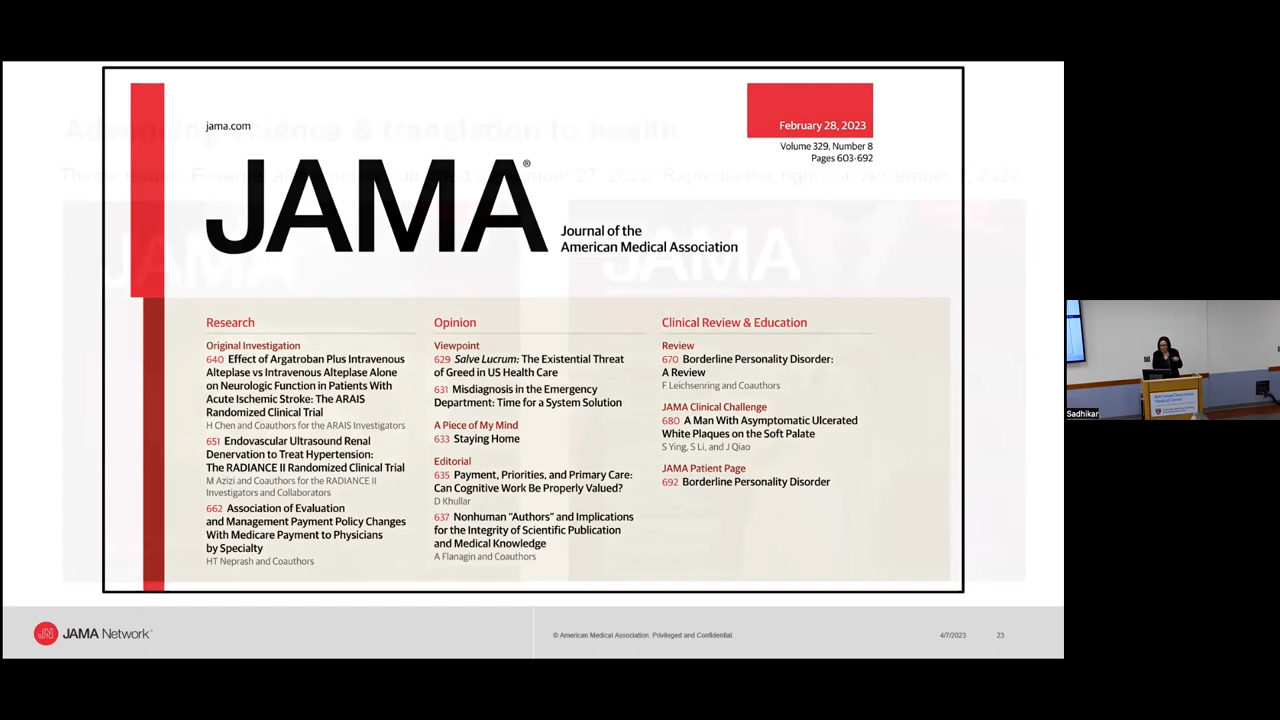 jama.com
February 28, 2023
Volume 329, Number 8
Pages 603-692
JAMA®
Journal of the
American Medical Association
Research
Original Investigation
640 Effect of Argatroban Plus Intravenous
Alteplase vs Intravenous Alteplase Alone
on Neurologic Function in Patients With
Acute Ischemic Stroke: The ARAIS
Randomized Clinical Trial
H Chen and Coauthors for the ARAIS Investigators
651 Endovascular Ultrasound Renal
Denervation to Treat Hypertension:
The RADIANCE II Randomized Clinical Trial
M Azizi and Coauthors for the RADIANCE II
Investigators and Collaborators
662 Association of Evaluation
and Management Payment Policy Changes
With Medicare Payment to Physicians
by Specialty
HT Neprash and Coauthors
Opinion
Viewpoint
629 Salve Lucrum: The Existential Threat
of Greed in US Health Care
631 Misdiagnosis in the Emergency
Department: Time for a System Solution
A Piece of My Mind
633 Staying Home
Editorial
635 Payment, Priorities, and Primary Care:
Can Cognitive Work Be Properly Valued?
D Khullar
637 Nonhuman "Authors" and Implications
for the Integrity of Scientific Publication
and Medical Knowledge
A Flanagin and Coauthors
Clinical Review & Education
Review
670 Borderline Personality Disorder:
A Review
F Leichsenring and Coauthors
JAMA Clinical Challenge
680 A Man With Asymptomatic Ulcerated
White Plaques on the Soft Palate
S Ying, S Li, and J Qiao
JAMA Patient Page
692 Borderline Personality Disorder
science & translation to health
JAMA
JAMA
JN JAMA Network™
© American Medical Association. Privileged and Confidential.
4/7/2023
23
Sadhikar